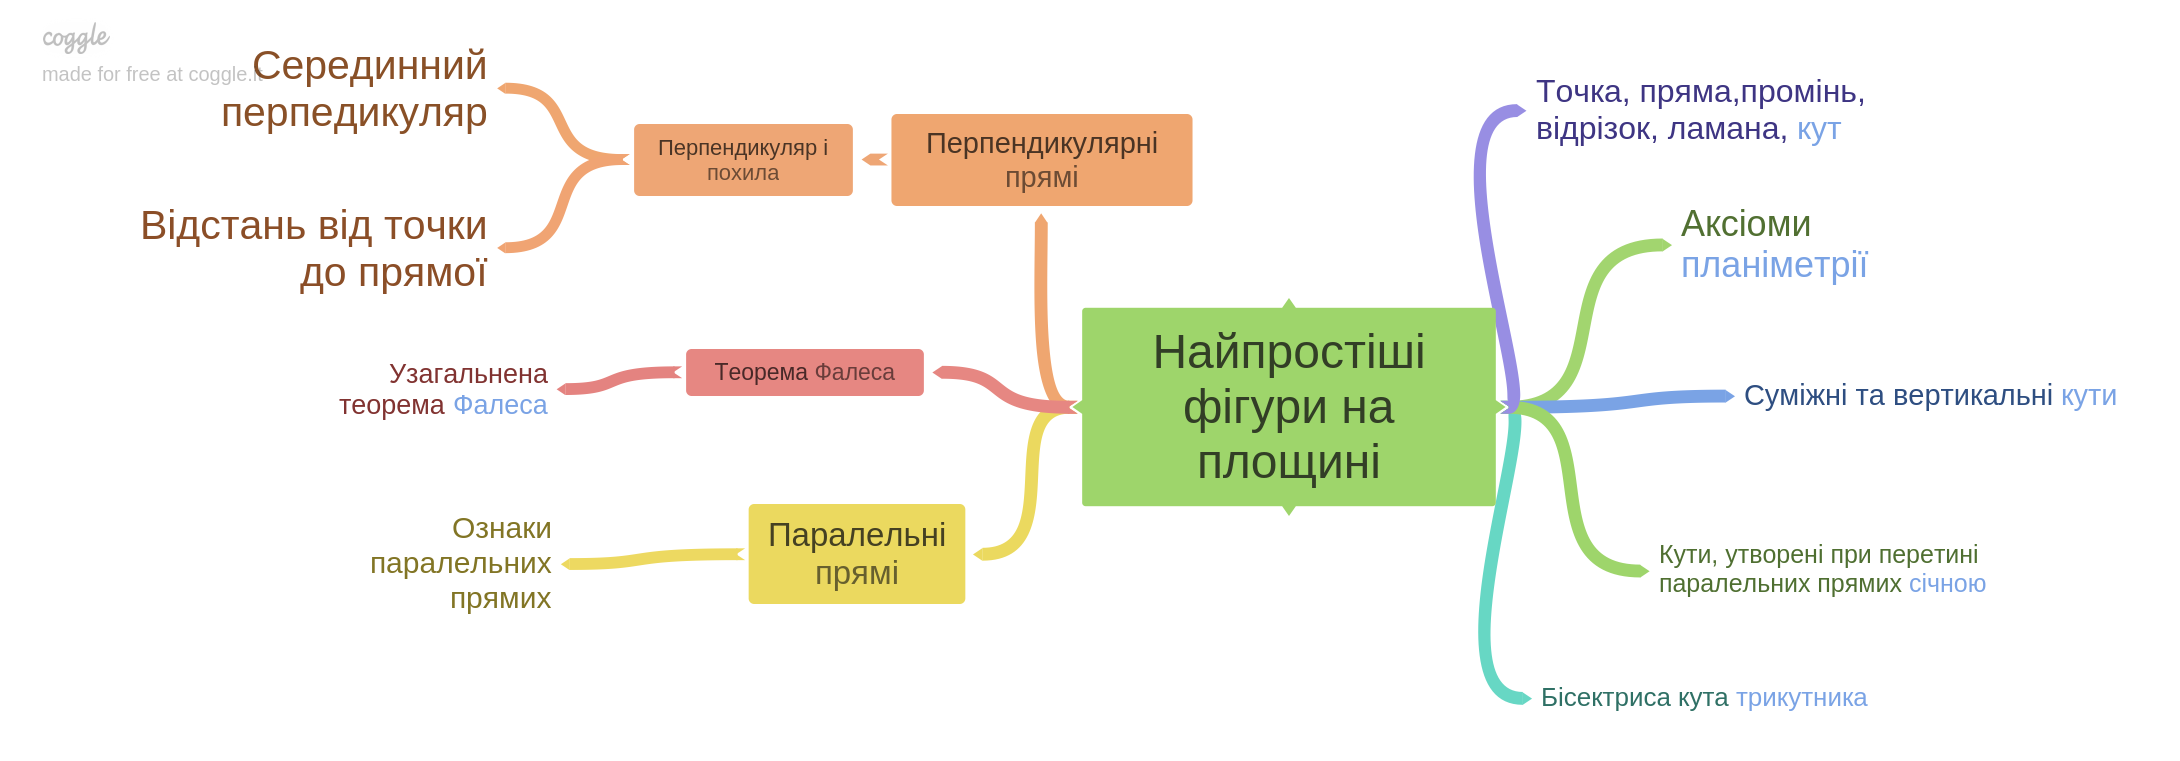 coggle
made for free at coggle.it
Серединний
перпедикуляр
Відстань від точки
до прямої
Перпендикуляр і
похила
Перпендикулярні
прямі
Узагальнена
теорема Фалеса
Теорема Фалеса
Ознаки
паралельних
прямих
Паралельні
прямі
Найпростіші
фігури на
площині
Точка, пряма,промінь,
відрізок, ламана, кут
Аксіоми
планіметрії
Суміжні та вертикальні кути
Кути, утворені при перетині
паралельних прямих січною
Бісектриса кута трикутника